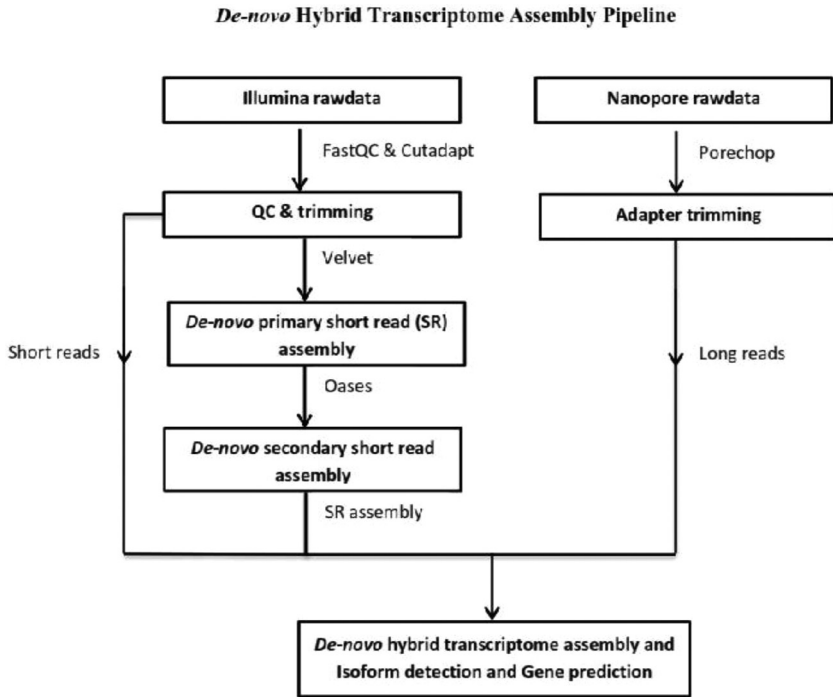 De-novo Hybrid Transcriptome Assembly Pipeline
Illumina rawdata
Nanopore rawdata
FastQC & Cutadapt
Porechop
QC & trimming
Adapter trimming
Velvet
De-novo primary short read (SR)
assembly
Short reads
Long reads
Oases
De-novo secondary short read
assembly
SR assembly
De-novo hybrid transcriptome assembly and
Isoform detection and Gene prediction